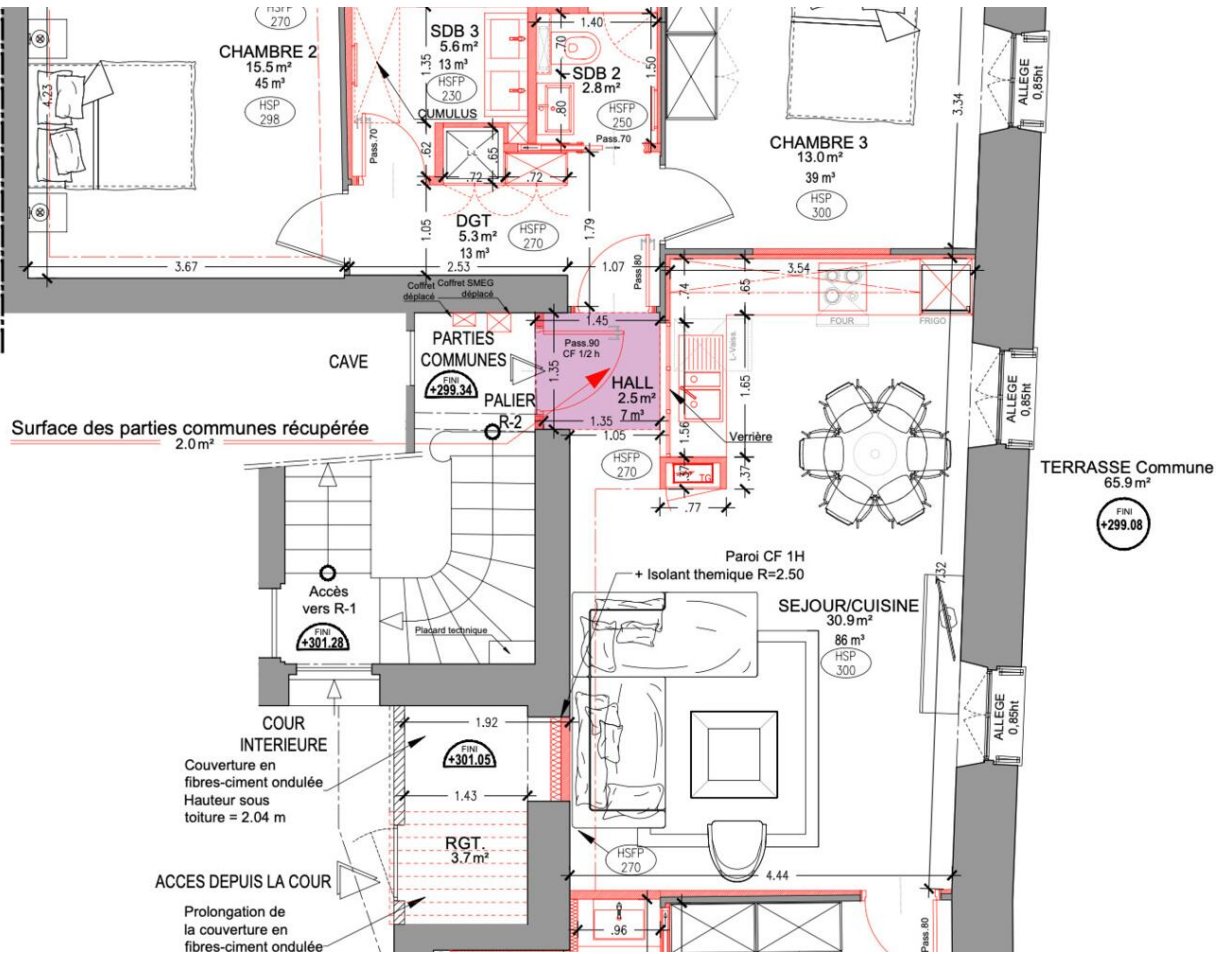 HSFP
270
CHAMBRE 2
15.5 m²
45 m³
HSP
298
4.23
3.67
SDB 3
5.6 m²
13 m³
HSFP
230
1.35
CUMULUS
Pass.70
.62
.65
.72
.72
1.40
.70
1.50
SDB 2
2.8 m²
.80
HSFP
250
Pass.70
CHAMBRE 3
13.0 m²
39 m³
HSP
300
3.34
ALLEGE
0,85ht
DGT
5.3 m²
13 m³
HSFP
270
1.05
1.79
2.53
1.07
Pass.80
3.54
Coffret
déplacé
Coffret SMEG
déplacé
CAVE
PARTIES
COMMUNES
FINI
+299.34
PALIER
R-2
1.45
Pass.90
CF 1/2 h
1.35
HALL
2.5 m²
7 m³
1.35
1.05
HSFP
270
.74
.65
FOUR
FRIGO
L-Vaiss.
1.65
1.56
Verrière
.37
.37
TG
.77
ALLEGE
0,85ht
Surface des parties communes récupérée
2.0 m²
TERRASSE Commune
65.9 m²
FINI
+299.08
Accès
vers R-1
FINI
+301.28
Placard technique
Paroi CF 1H
+ Isolant themique R=2.50
SEJOUR/CUISINE
30.9 m²
86 m³
HSP
300
7.32
ALLEGE
0,85ht
COUR
INTERIEURE
Couverture en
fibres-ciment ondulée
Hauteur sous
toiture = 2.04 m
1.92
FINI
+301.05
1.43
RGT.
3.7 m²
ACCES DEPUIS LA COUR
Prolongation de
la couverture en
fibres-ciment ondulée
HSFP
270
4.44
.96
Pass.80